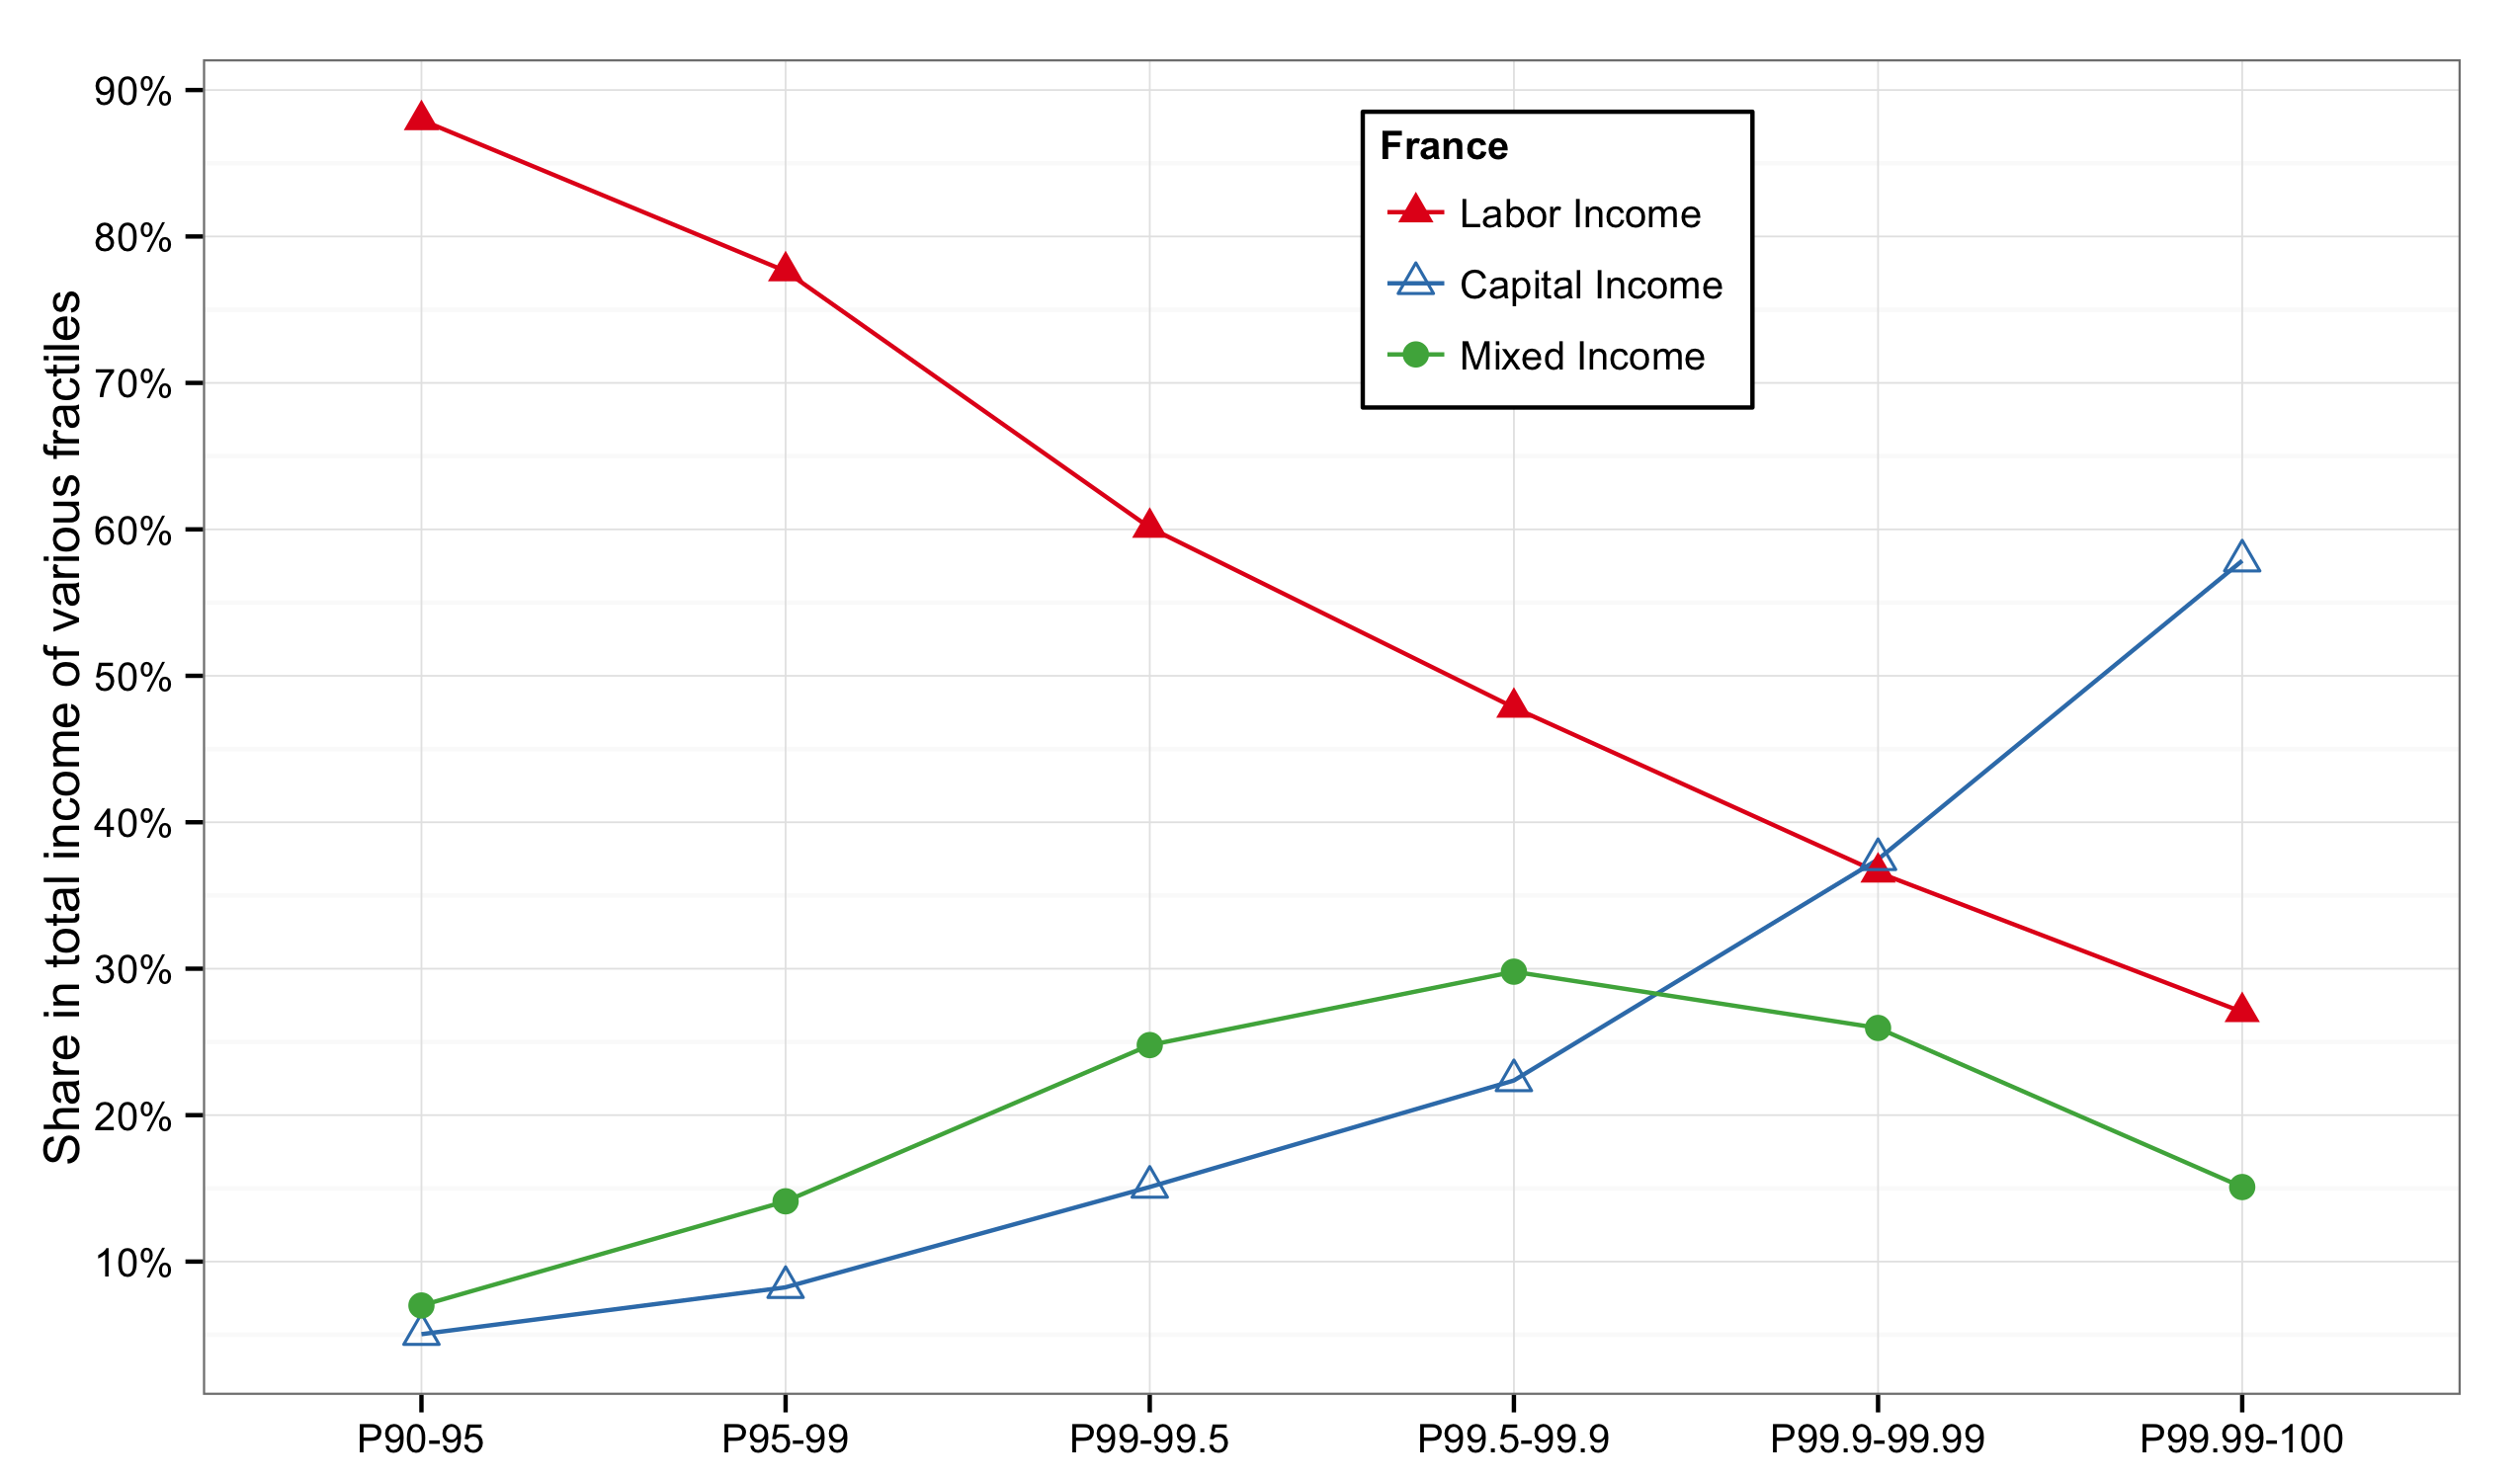 Share in total income of various fractiles
90%
80%
70%
60%
50%
40%
30%
20%
10%
France
Labor Income
Capital Income
Mixed Income
P90-95
P95-99
P99-99.5
P99.5-99.9
P99.9-99.99
P99.99-100